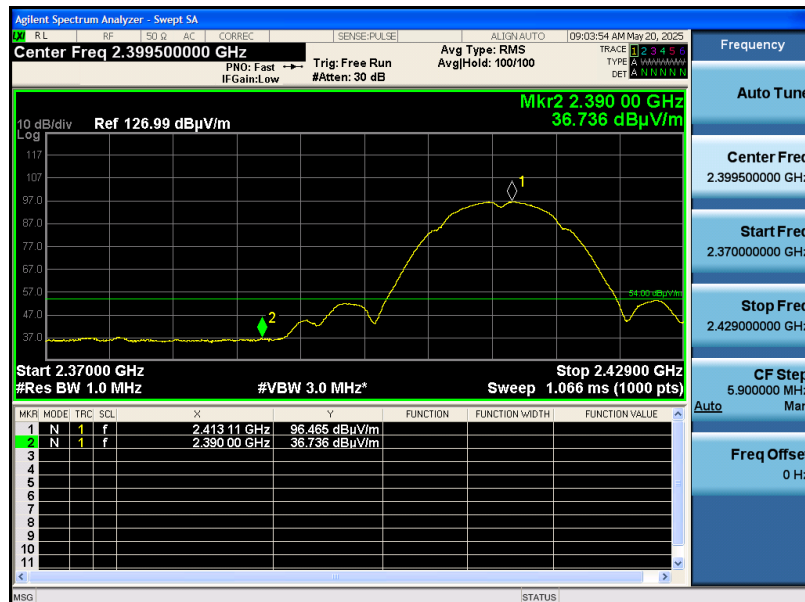 Agilent Spectrum Analyzer - Swept SA
LXI RL RF 50 Ω AC CORREC SENSE:PULSE ALIGN AUTO 09:03:54 AM May 20, 2025
Center Freq 2.399500000 GHz
PNO: Fast
IFGain:Low
Trig: Free Run
#Atten: 30 dB
Avg Type: RMS
Avg|Hold: 100/100
TRACE 1 2 3 4 5 6
TYPE A WWWWW
DET A N N N N N
Mkr2 2.390 00 GHz
36.736 dBµV/m
10 dB/div Ref 126.99 dBµV/m
Log
117
107
97.0
87.0
77.0
67.0
57.0
47.0
37.0
1
2
54.00 dBµV/m
Start 2.37000 GHz Stop 2.42900 GHz
#Res BW 1.0 MHz #VBW 3.0 MHz* Sweep 1.066 ms (1000 pts)
MKR MODE TRC SCL X Y FUNCTION FUNCTION WIDTH FUNCTION VALUE
1 N 1 f 2.413 11 GHz 96.465 dBµV/m
2 N 1 f 2.390 00 GHz 36.736 dBµV/m
3
4
5
6
7
8
9
10
11
MSG STATUS
Frequency
Auto Tune
Center Freq
2.399500000 GHz
Start Freq
2.370000000 GHz
Stop Freq
2.429000000 GHz
CF Step
5.900000 MHz
Auto Man
Freq Offset
0 Hz